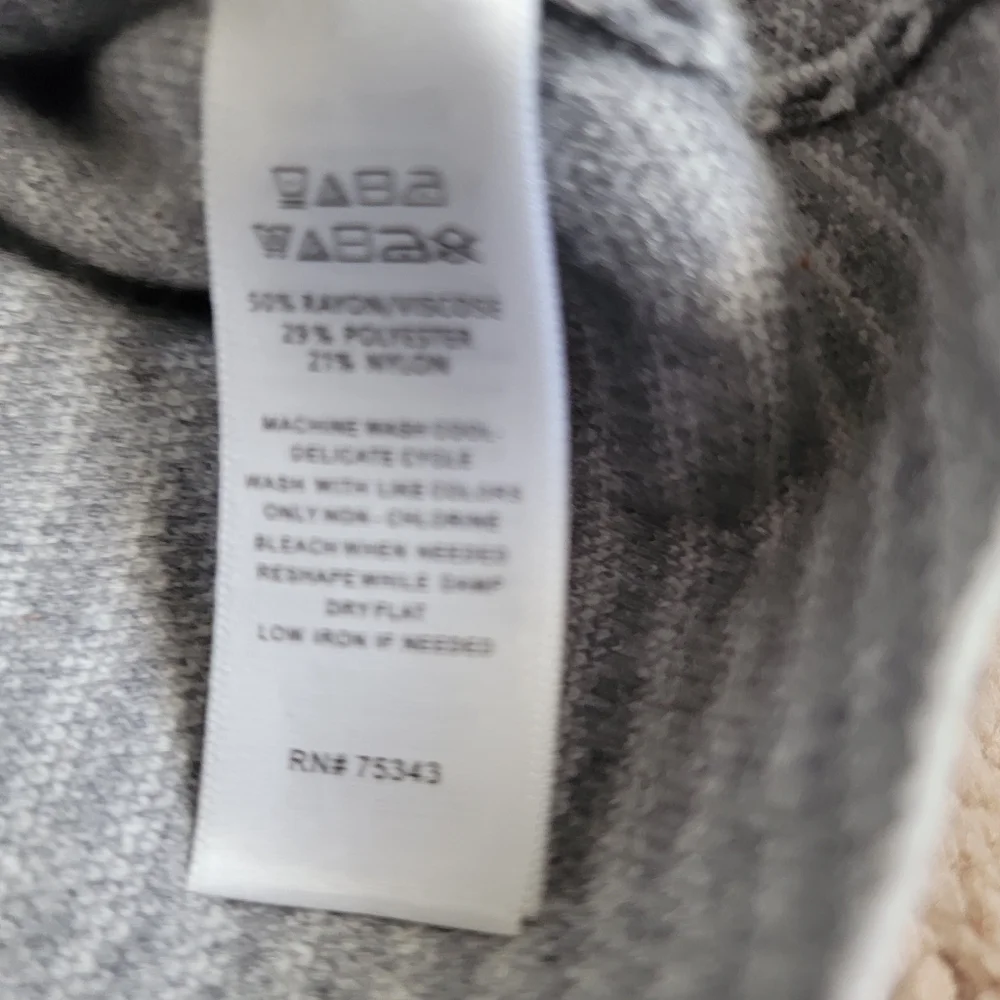 50% RAYON/VISCOSE
29% POLYESTER
21% NYLON
MACHINE WASH COOL
DELICATE CYCLE
WASH WITH LIKE COLORS
ONLY NON-CHLORINE
BLEACH WHEN NEEDED
RESHAPE WHILE DAMP
DRY FLAT
LOW IRON IF NEEDED
RN# 75343